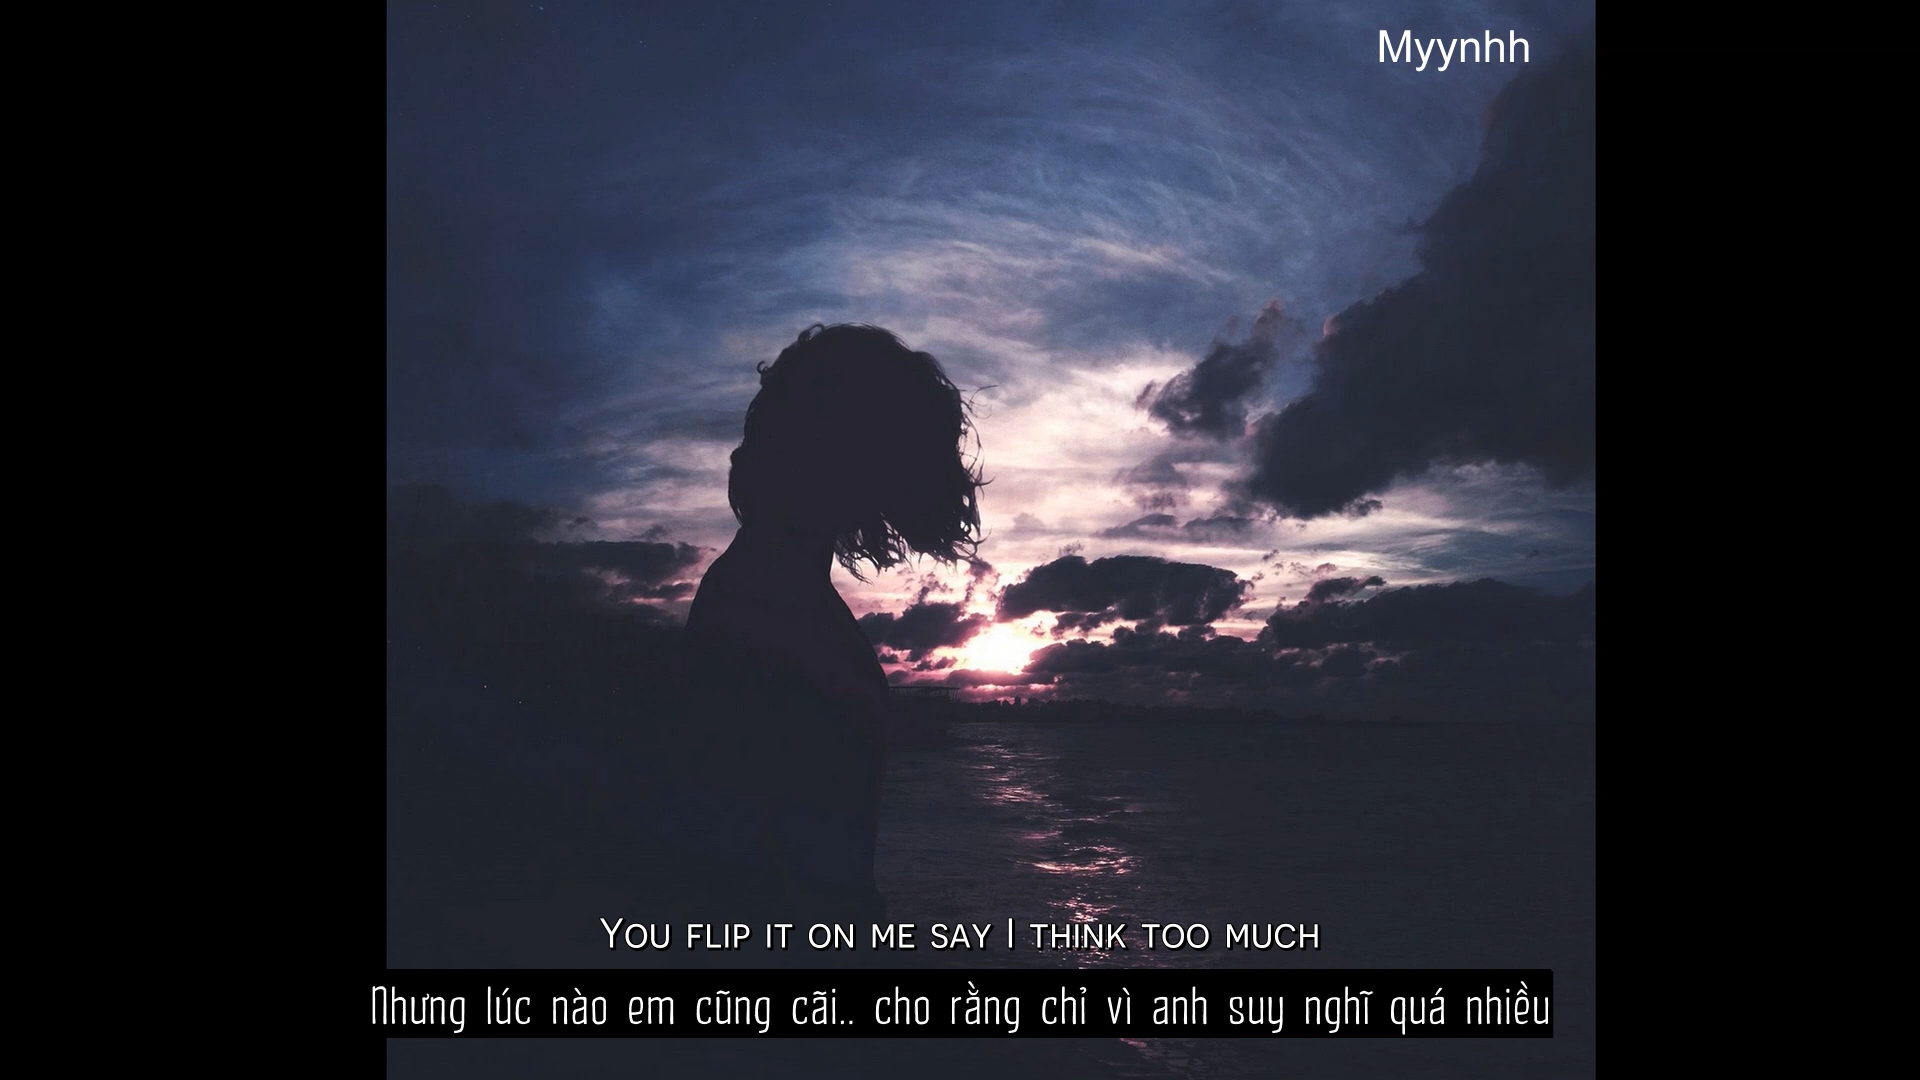 Myynhh
You flip it on me say I think too much
Nhưng lúc nào em cũng cãi.. cho rằng chỉ vì anh suy nghĩ quá nhiều